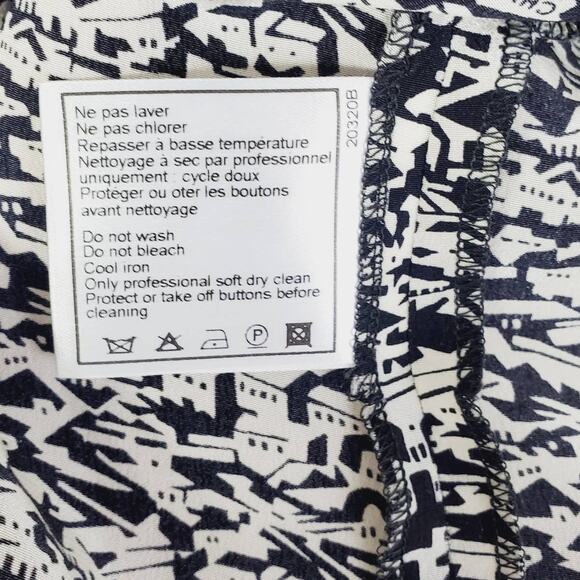 Ne pas laver
Ne pas chlorer
Repasser à basse température
Nettoyage à sec par professionnel
uniquement : cycle doux
Protéger ou oter les boutons
avant nettoyage
Do not wash
Do not bleach
Cool iron
Only professional soft dry clean
Protect or take off buttons before
cleaning
P
20320B